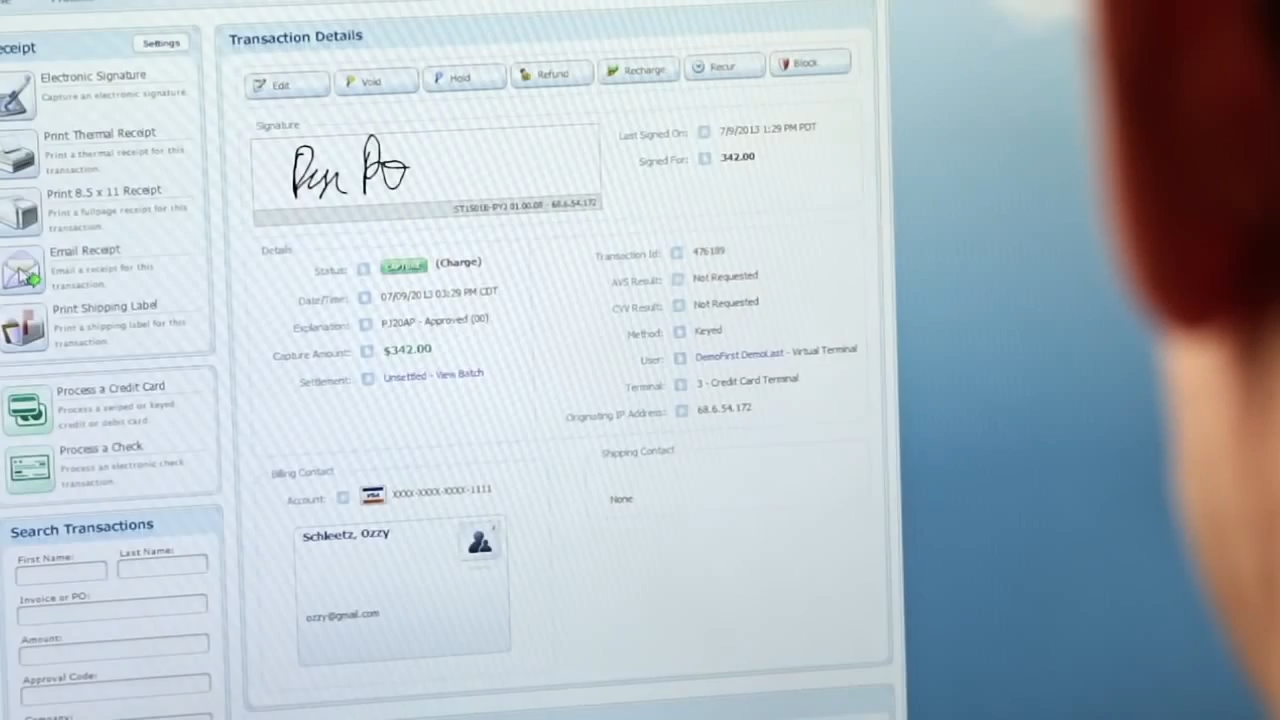 eceipt
Settings
Electronic Signature
Capture an electronic signature.
Print Thermal Receipt
Print a thermal receipt for this
transaction.
Print 8.5 x 11 Receipt
Print a fullpage receipt for this
transaction.
Email Receipt
Email a receipt for this
transaction.
Print Shipping Label
Print a shipping label for this
transaction.
Process a Credit Card
Process a swiped or keyed
credit or debit card.
Process a Check
Process an electronic check
transaction.
Search Transactions
First Name:
Last Name:
Invoice or PO:
Amount:
Approval Code:
Company:
Transaction Details
Edit
Void
Hold
Refund
Recharge
Recur
Block
Signature
Last Signed On: 7/9/2013 1:29 PM PDT
Signed For: 342.00
Details
Status: (Charge)
Date/Time: 07/09/2013 03:29 PM CDT
Explanation: PJ20AP - Approved (00)
Capture Amount: $342.00
Settlement: Unsettled - View Batch
Transaction Id: 476189
AVS Result: Not Requested
CVV Result: Not Requested
Method: Keyed
User: DemoFirst DemoLast - Virtual Terminal
Terminal: 3 - Credit Card Terminal
Originating IP Address: 68.6.54.172
Billing Contact
Account: VISA XXXX-XXXX-XXXX-1111
Schleetz, Ozzy
ozzy@gmail.com
Shipping Contact
None